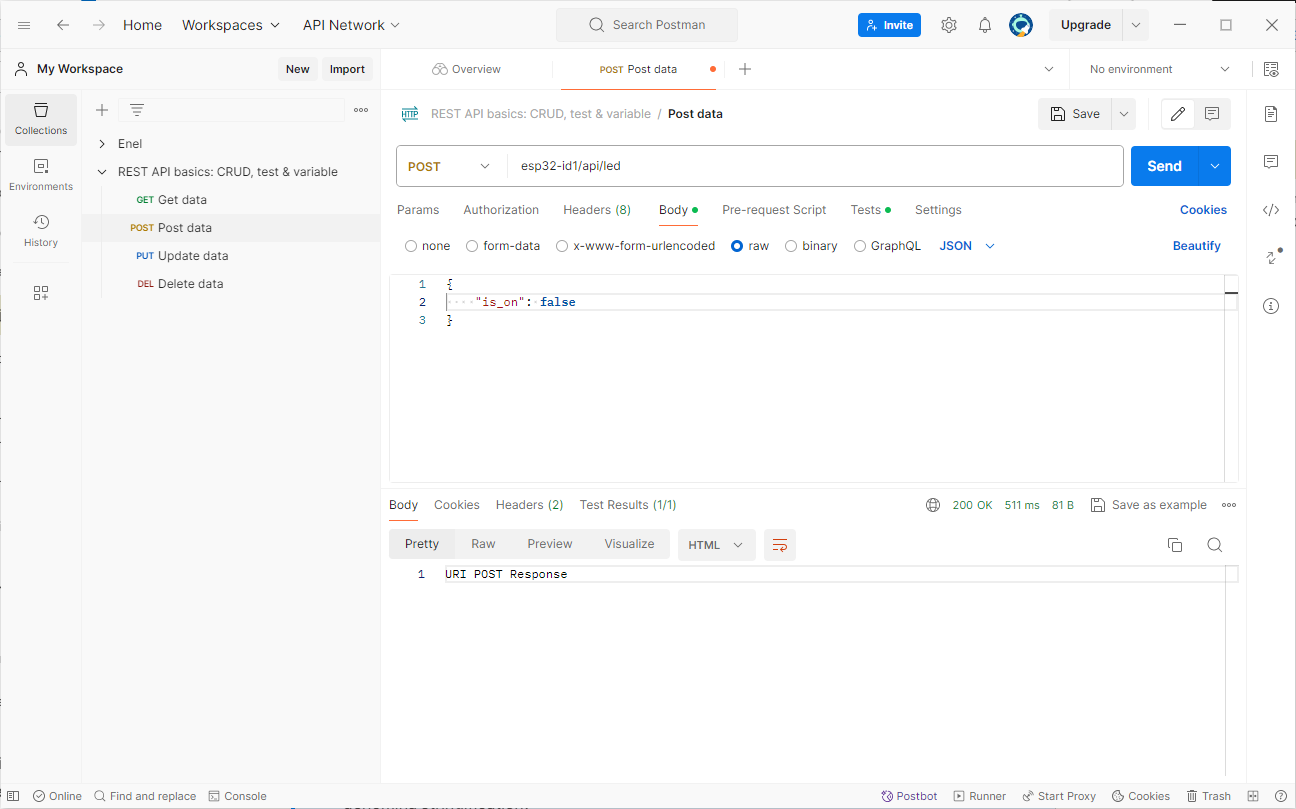 Home Workspaces API Network Search Postman Invite Upgrade
My Workspace New Import Overview POST Post data No environment
Collections
Environments
History
Enel
REST API basics: CRUD, test & variable
GET Get data
POST Post data
PUT Update data
DEL Delete data
HTTP REST API basics: CRUD, test & variable / Post data Save
POST esp32-id1/api/led Send
Params Authorization Headers (8) Body Pre-request Script Tests Settings Cookies
none form-data x-www-form-urlencoded raw binary GraphQL JSON Beautify
1 {
2 "is_on": false
3 }
Body Cookies Headers (2) Test Results (1/1) 200 OK 511 ms 81 B Save as example
Pretty Raw Preview Visualize HTML
1 URI POST Response
Online Find and replace Console Postbot Runner Start Proxy Cookies Trash